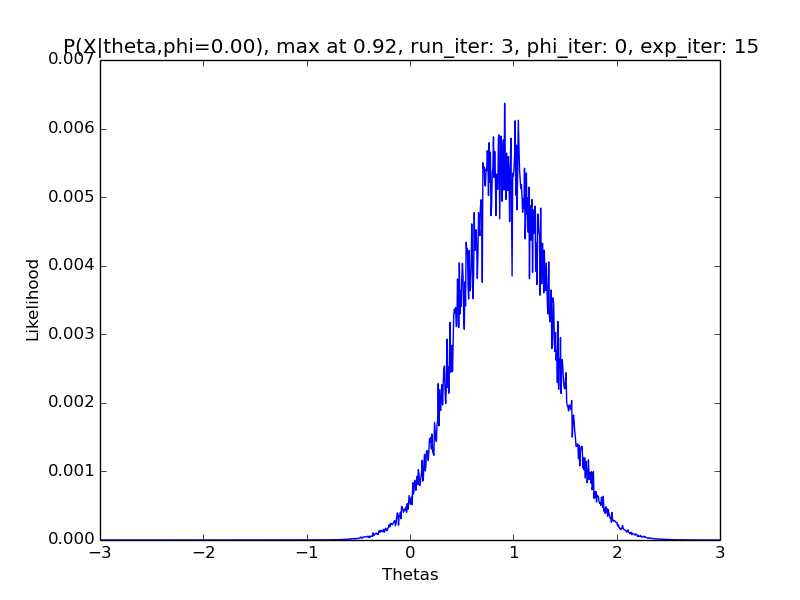 P(X|theta,phi=0.00), max at 0.92, run_iter: 3, phi_iter: 0, exp_iter: 15
0.007
0.006
0.005
0.004
0.003
0.002
0.001
0.000
Likelihood
−3 −2 −1 0 1 2 3
Thetas